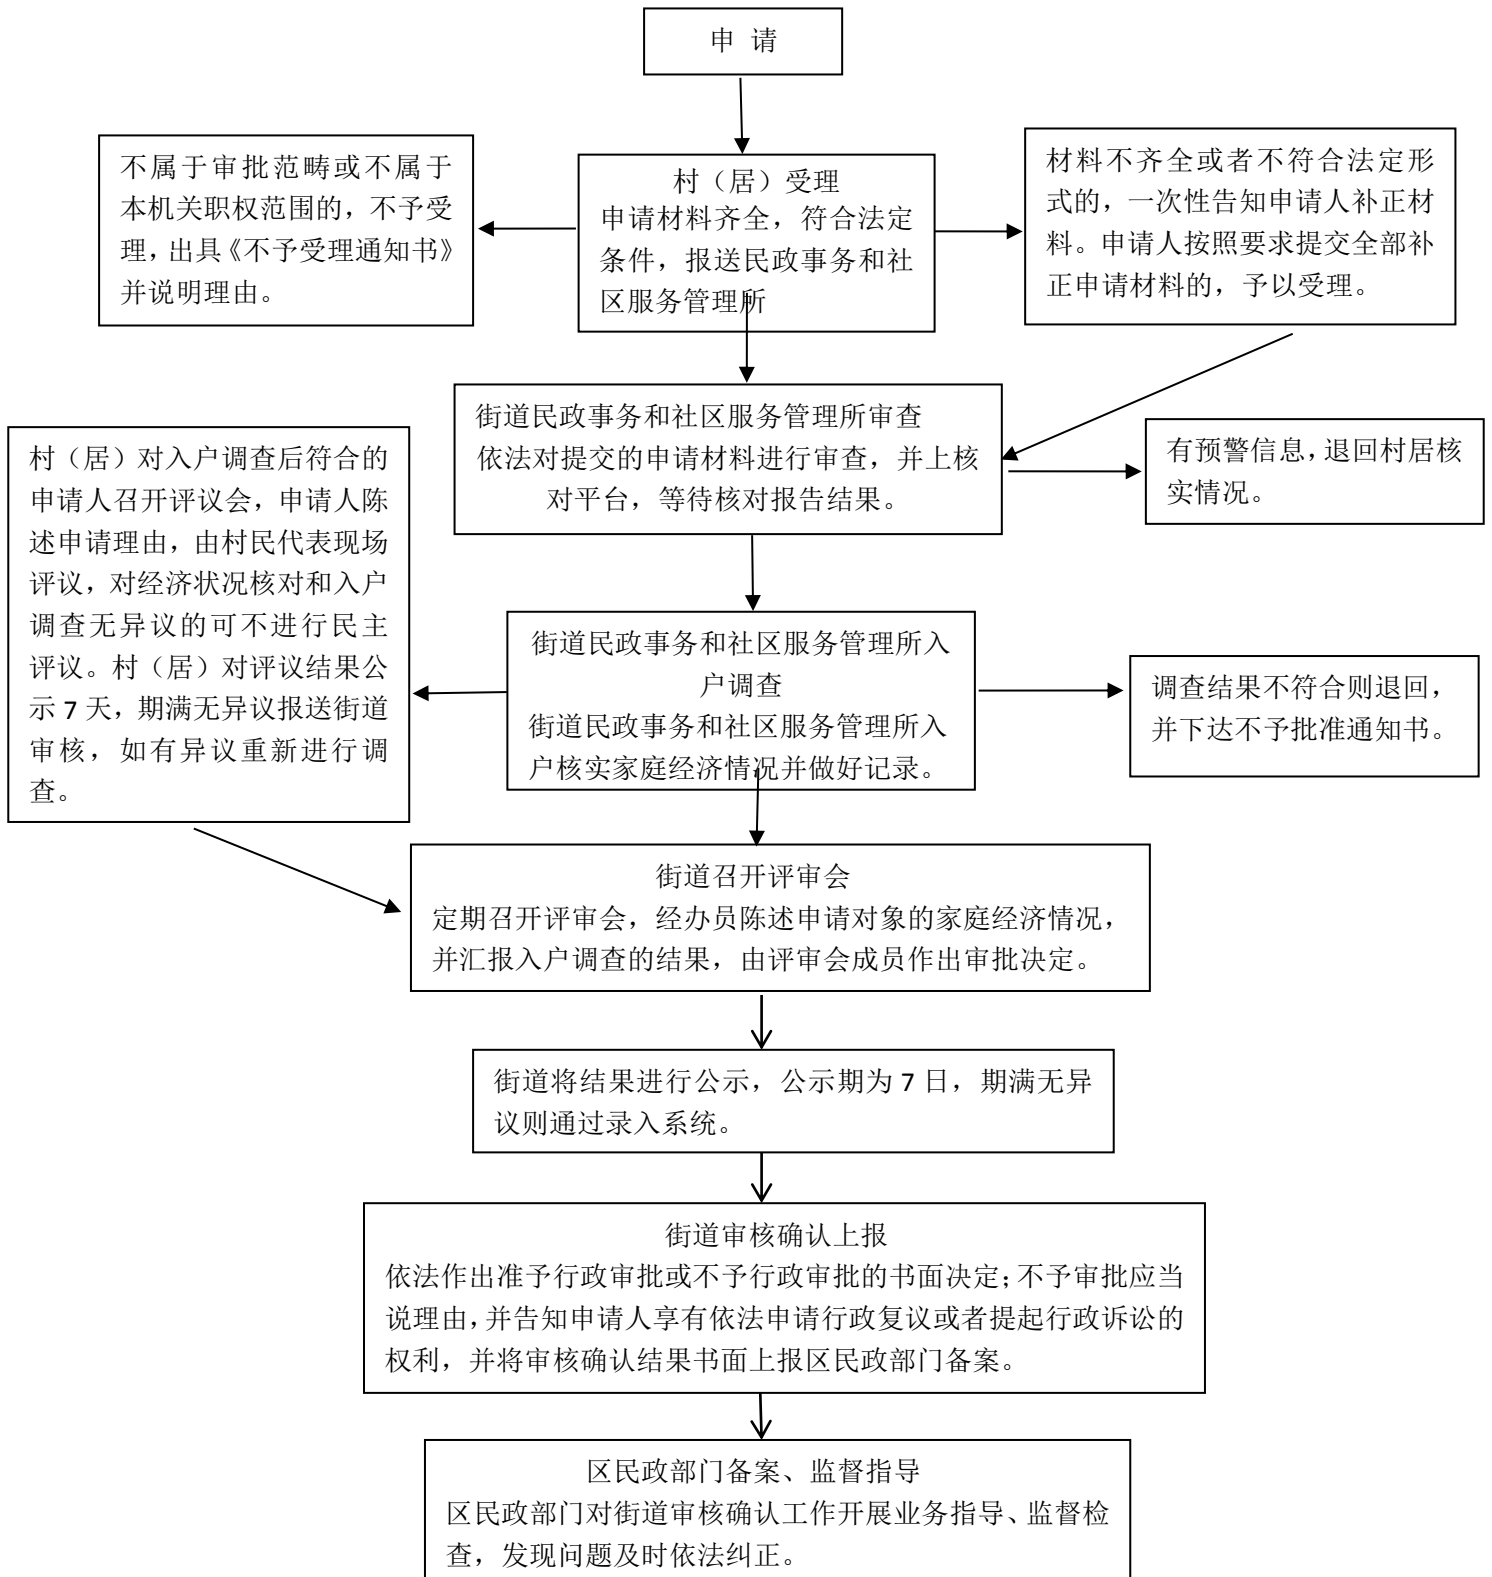 申 请
不属于审批范畴或不属于
本机关职权范围的，不予受
理，出具《不予受理通知书》
并说明理由。
村（居）受理
申请材料齐全，符合法定
条件，报送民政事务和社
区服务管理所
材料不齐全或者不符合法定形
式的，一次性告知申请人补正材
料。申请人按照要求提交全部补
正申请材料的，予以受理。
街道民政事务和社区服务管理所审查
依法对提交的申请材料进行审查，并上核
对平台，等待核对报告结果。
有预警信息，退回村居核
实情况。
村（居）对入户调查后符合的
申请人召开评议会，申请人陈
述申请理由，由村民代表现场
评议，对经济状况核对和入户
调查无异议的可不进行民主
评议。村（居）对评议结果公
示 7 天，期满无异议报送街道
审核，如有异议重新进行调
查。
街道民政事务和社区服务管理所入
户调查
街道民政事务和社区服务管理所入
户核实家庭经济情况并做好记录。
调查结果不符合则退回，
并下达不予批准通知书。
街道召开评审会
定期召开评审会，经办员陈述申请对象的家庭经济情况，
并汇报入户调查的结果，由评审会成员作出审批决定。
街道将结果进行公示，公示期为 7 日，期满无异
议则通过录入系统。
街道审核确认上报
依法作出准予行政审批或不予行政审批的书面决定；不予审批应当
说理由，并告知申请人享有依法申请行政复议或者提起行政诉讼的
权利，并将审核确认结果书面上报区民政部门备案。
区民政部门备案、监督指导
区民政部门对街道审核确认工作开展业务指导、监督检
查，发现问题及时依法纠正。